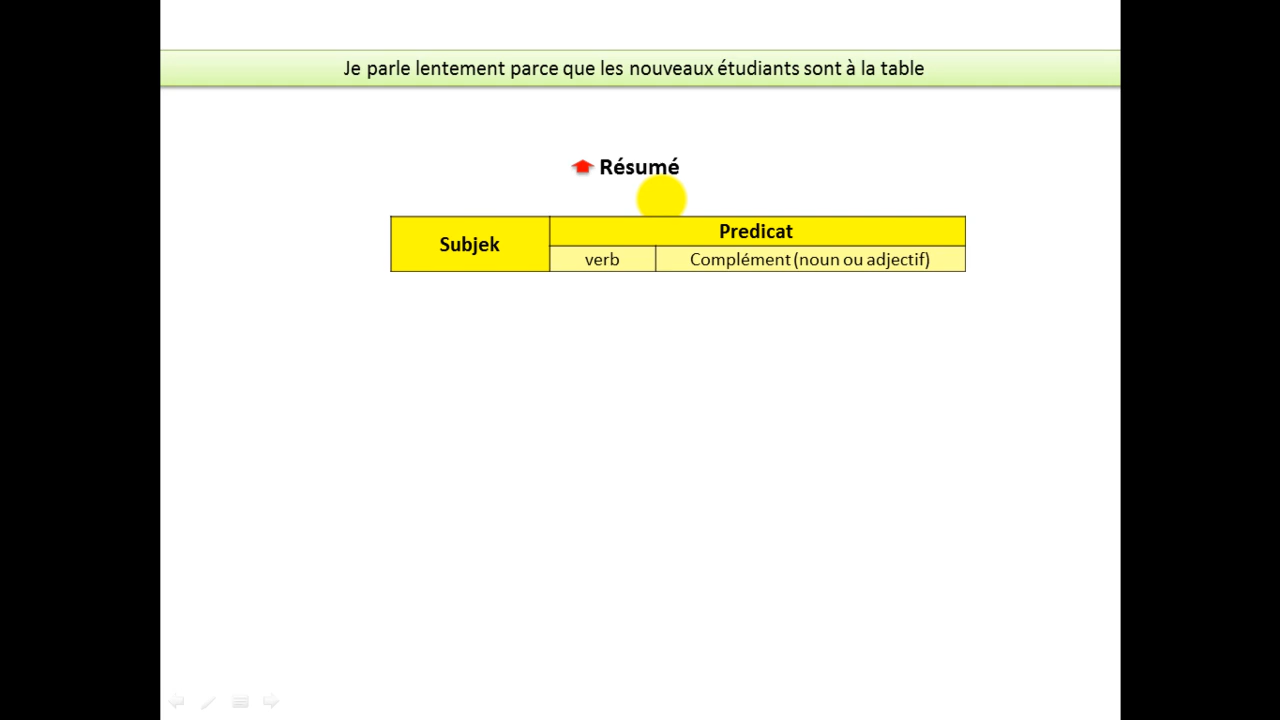 Je parle lentement parce que les nouveaux étudiants sont à la table
Résumé
Subjek
Predicat
verb
Complément (noun ou adjectif)